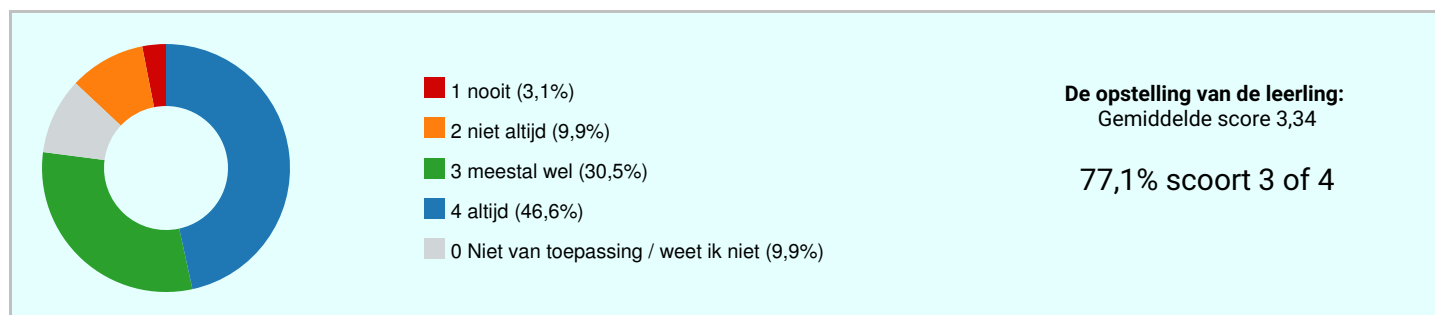 1 nooit (3,1%)
2 niet altijd (9,9%)
3 meestal wel (30,5%)
4 altijd (46,6%)
0 Niet van toepassing / weet ik niet (9,9%)
De opstelling van de leerling:
Gemiddelde score 3,34
77,1% scoort 3 of 4